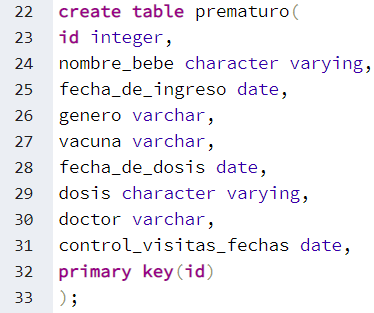 22 create table prematuro(
23 id integer,
24 nombre_bebe character varying,
25 fecha_de_ingreso date,
26 genero varchar,
27 vacuna varchar,
28 fecha_de_dosis date,
29 dosis character varying,
30 doctor varchar,
31 control_visitas_fechas date,
32 primary key(id)
33 );